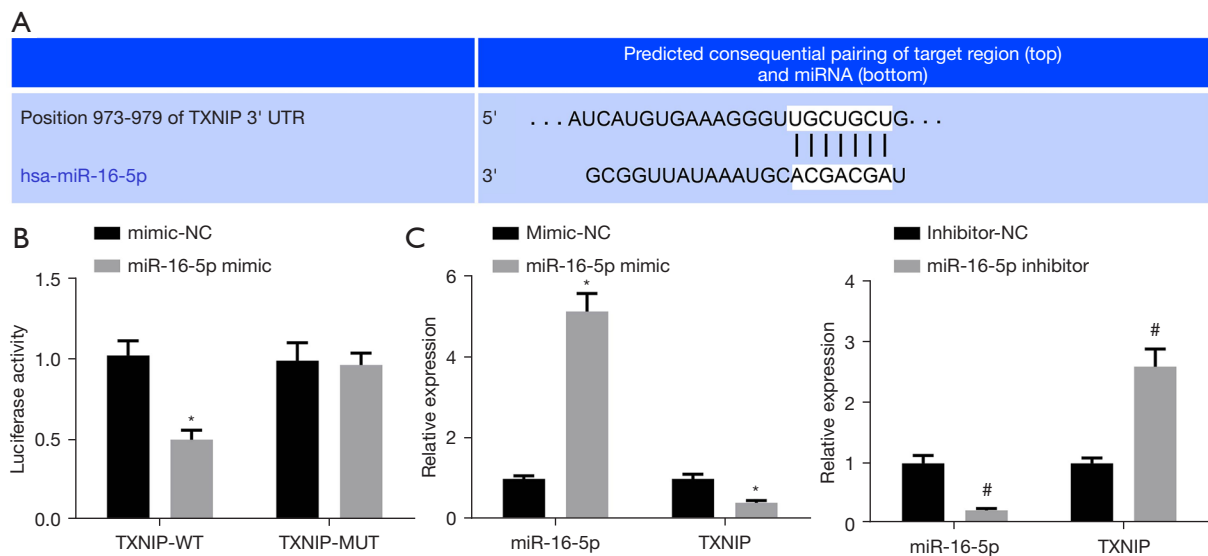 A
Predicted consequential pairing of target region (top)
and miRNA (bottom)
Position 973-979 of TXNIP 3' UTR 5' ...AUCAUGUGAAAGGGUUGCUGCUG...
hsa-miR-16-5p 3' GCGGUUAUAAAUGCACGACGAU
B
mimic-NC
miR-16-5p mimic
Luciferase activity
1.5
1.0
0.5
0.0
*
TXNIP-WT TXNIP-MUT
C
Mimic-NC
miR-16-5p mimic
Relative expression
6
4
2
0
*
*
miR-16-5p TXNIP
Inhibitor-NC
miR-16-5p inhibitor
Relative expression
4
3
2
1
0
#
#
miR-16-5p TXNIP